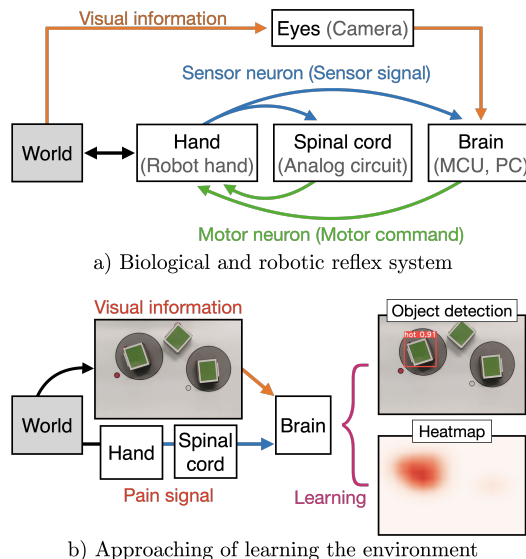 Visual information
Eyes (Camera)
Sensor neuron (Sensor signal)
World
Hand
(Robot hand)
Spinal cord
(Analog circuit)
Brain
(MCU, PC)
Motor neuron (Motor command)
a) Biological and robotic reflex system
Visual information
Object detection
hot 0.91
World
Hand
Spinal
cord
Brain
Pain signal
Learning
Heatmap
b) Approaching of learning the environment